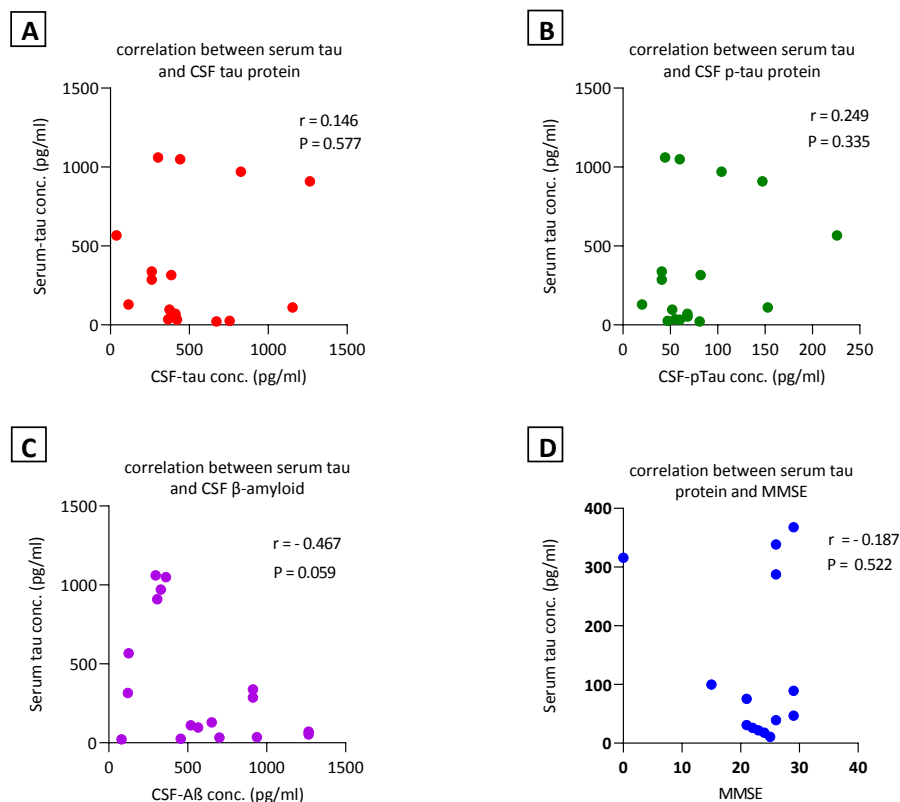 A
correlation between serum tau
and CSF tau protein
1500
1000
500
0
0
500
1000
1500
Serum-tau conc. (pg/ml)
CSF-tau conc. (pg/ml)
r = 0.146
P = 0.577
B
correlation between serum tau
and CSF p-tau protein
1500
1000
500
0
0
50
100
150
200
250
Serum tau conc. (pg/ml)
CSF-pTau conc. (pg/ml)
r = 0.249
P = 0.335
C
correlation between serum tau
and CSF β-amyloid
1500
1000
500
0
0
500
1000
1500
Serum tau conc. (pg/ml)
CSF-Aß conc. (pg/ml)
r = - 0.467
P = 0.059
D
correlation between serum tau
protein and MMSE
400
300
200
100
0
0
10
20
30
40
Serum tau conc. (pg/ml)
MMSE
r = - 0.187
P = 0.522